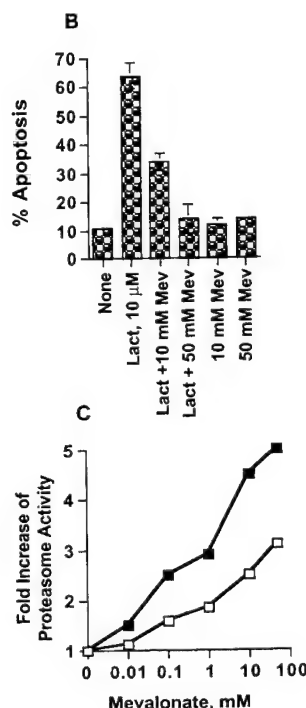 B
% Apoptosis
70
60
50
40
30
20
10
0
None
Lact, 10 µM
Lact +10 mM Mev
Lact + 50 mM Mev
10 mM Mev
50 mM Mev
C
Fold Increase of
Proteasome Activity
5
4
3
2
1
0 0.01 0.1 1 10 100
Mevalonate, mM